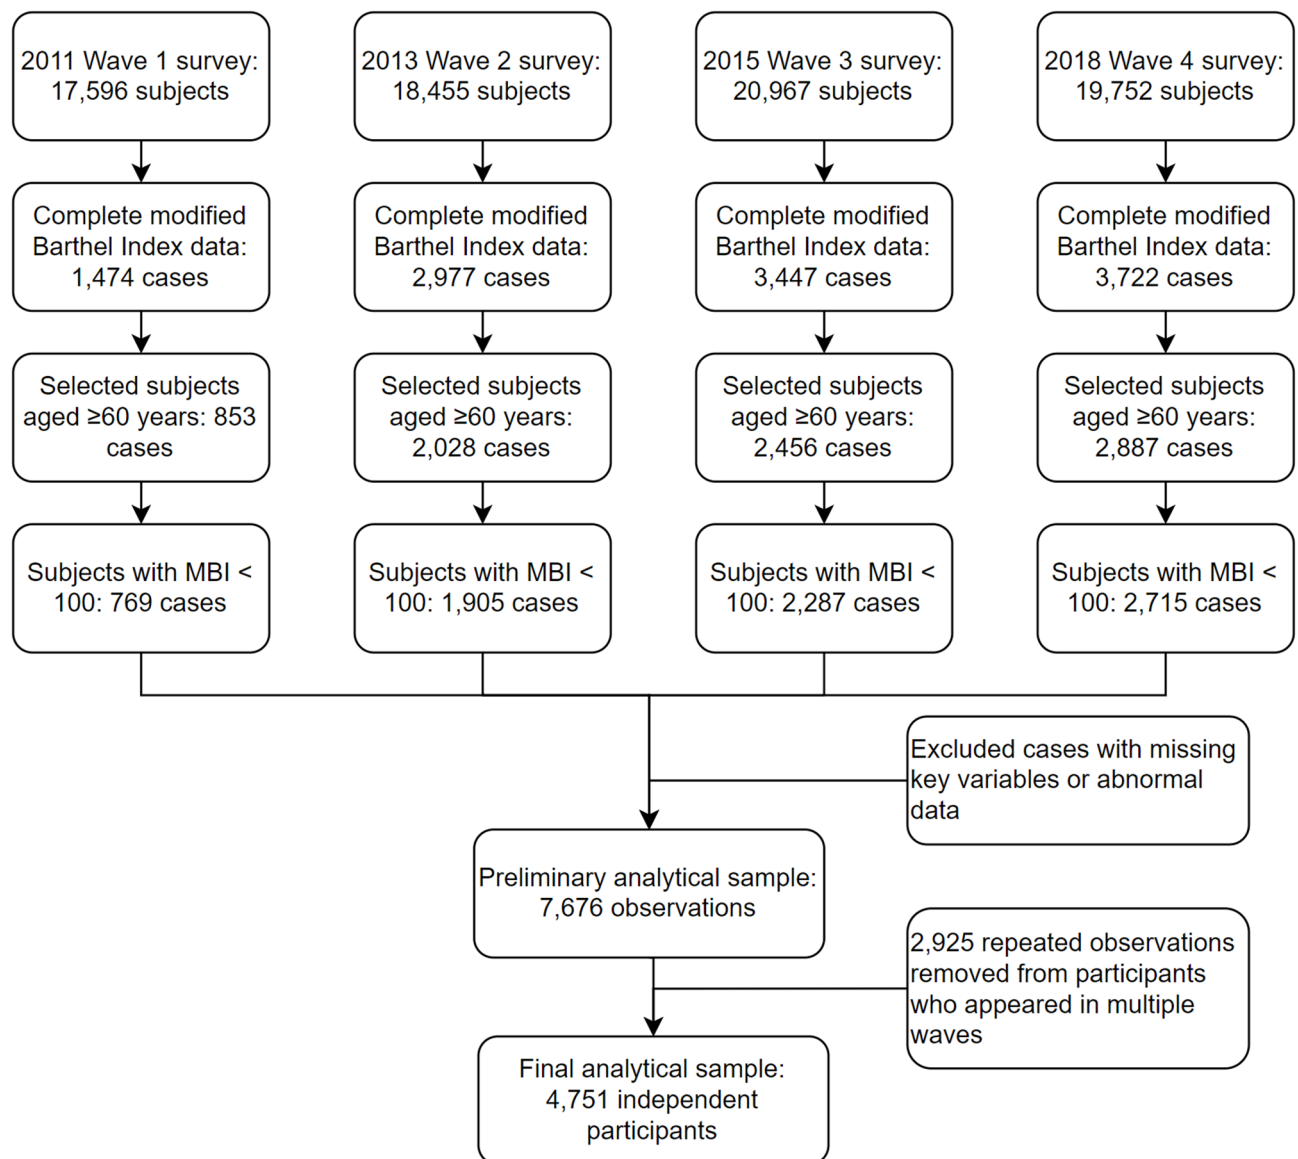 2011 Wave 1 survey:
17,596 subjects
2013 Wave 2 survey:
18,455 subjects
2015 Wave 3 survey:
20,967 subjects
2018 Wave 4 survey:
19,752 subjects
Complete modified
Barthel Index data:
1,474 cases
Complete modified
Barthel Index data:
2,977 cases
Complete modified
Barthel Index data:
3,447 cases
Complete modified
Barthel Index data:
3,722 cases
Selected subjects
aged ≥60 years: 853
cases
Selected subjects
aged ≥60 years:
2,028 cases
Selected subjects
aged ≥60 years:
2,456 cases
Selected subjects
aged ≥60 years:
2,887 cases
Subjects with MBI <
100: 769 cases
Subjects with MBI <
100: 1,905 cases
Subjects with MBI <
100: 2,287 cases
Subjects with MBI <
100: 2,715 cases
Excluded cases with missing
key variables or abnormal
data
Preliminary analytical sample:
7,676 observations
2,925 repeated observations
removed from participants
who appeared in multiple
waves
Final analytical sample:
4,751 independent
participants